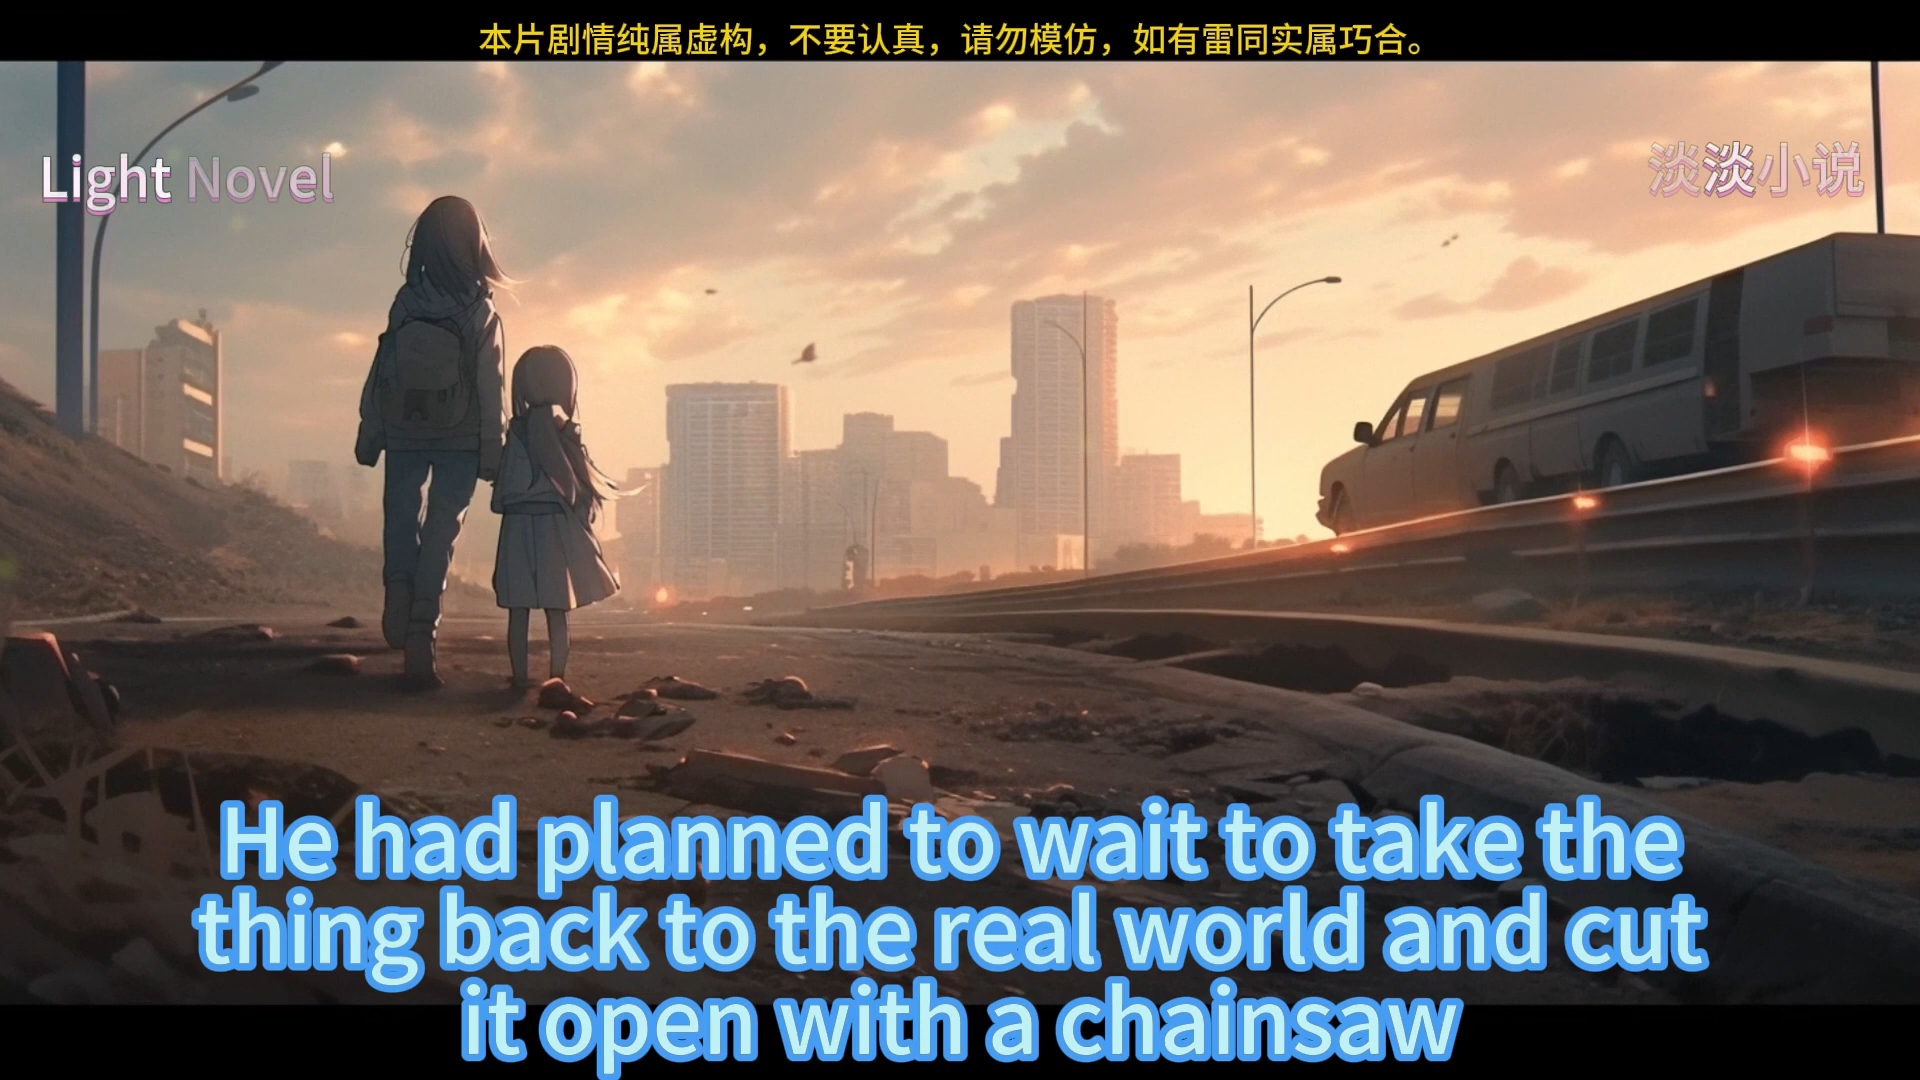 本片剧情纯属虚构，不要认真，请勿模仿，如有雷同实属巧合。
Light Novel
淡淡小说
He had planned to wait to take the
thing back to the real world and cut
it open with a chainsaw